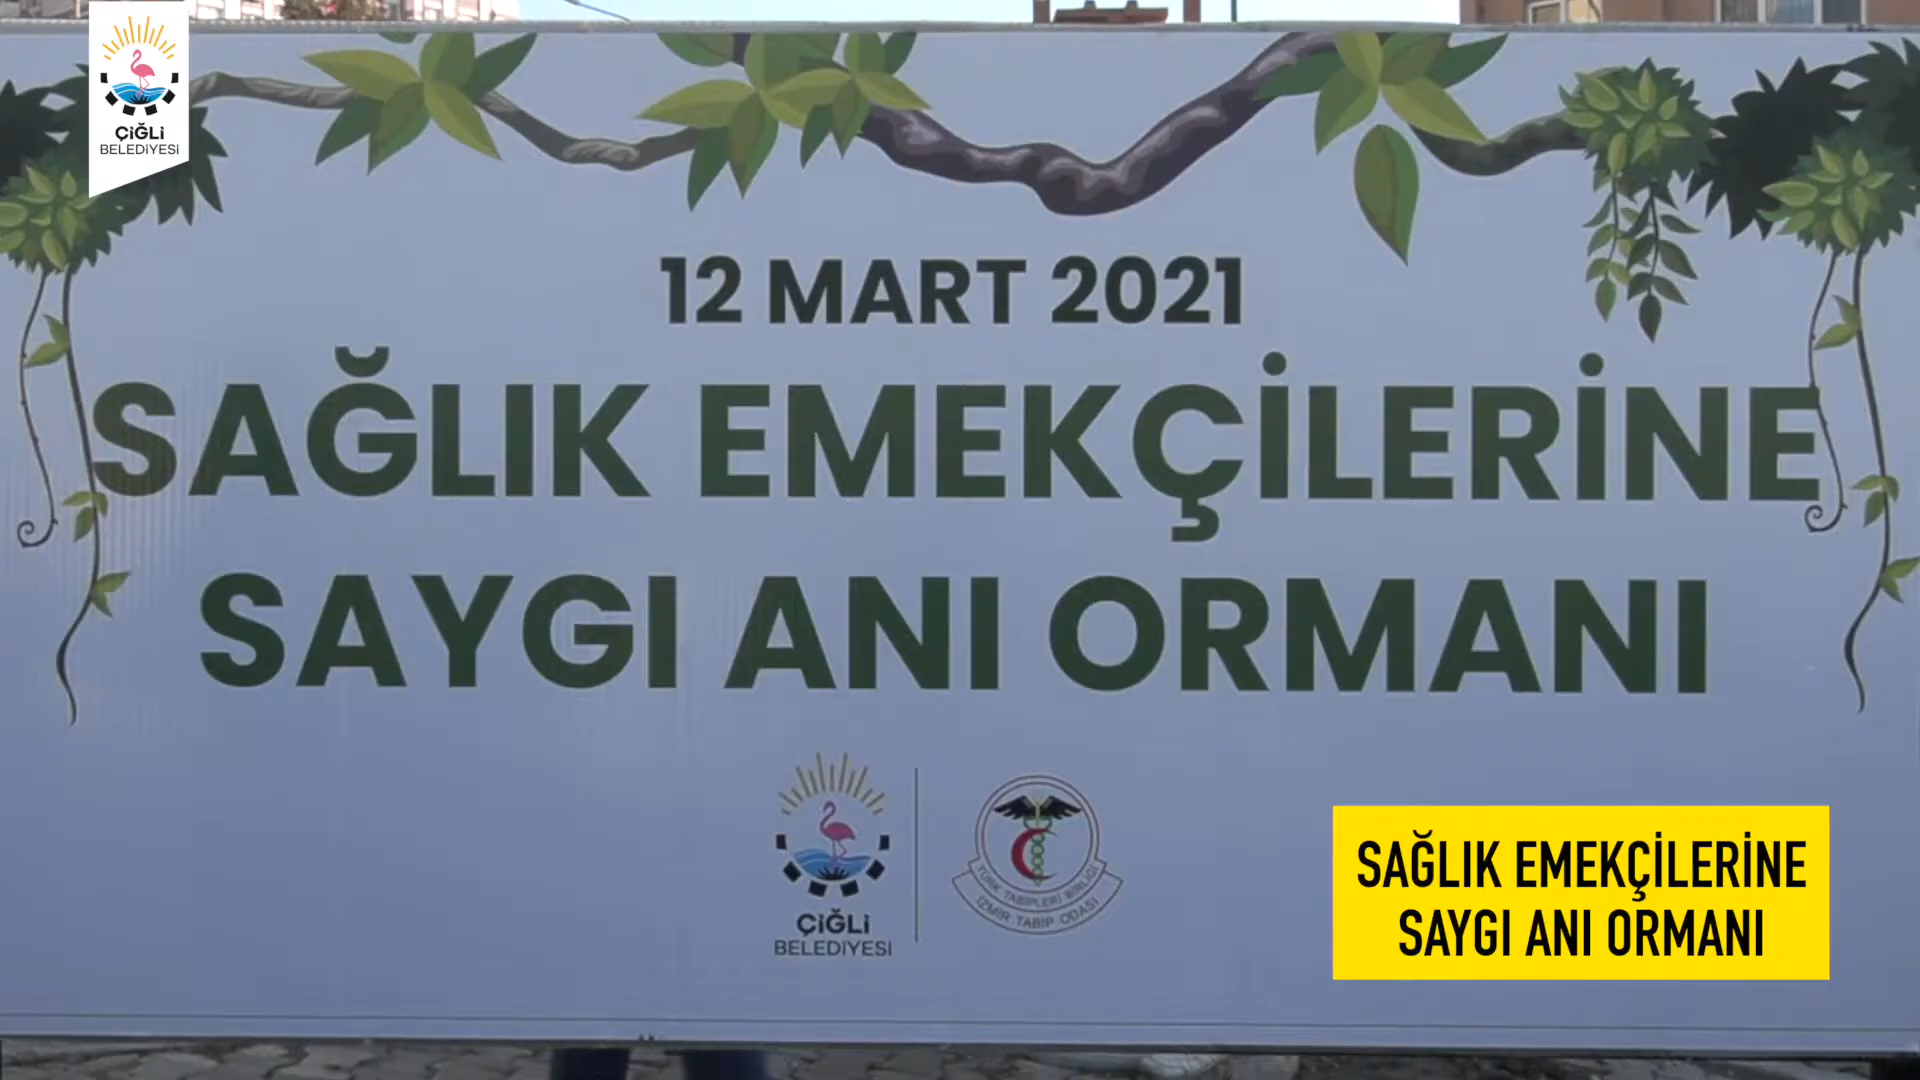 ÇİĞLİ
BELEDİYESİ
12 MART 2021
SAĞLIK EMEKÇİLERİNE
SAYGI ANI ORMANI
ÇİĞLİ
BELEDİYESİ
TÜRK TABİPLERİ BİRLİĞİ
İZMİR TABİP ODASI
SAĞLIK EMEKÇİLERİNE
SAYGI ANI ORMANI